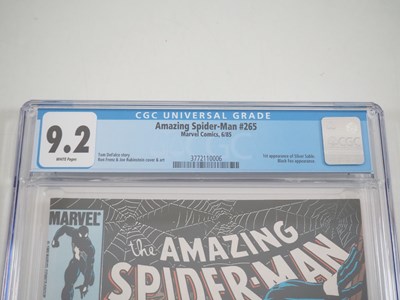 CGC UNIVERSAL GRADE
9.2
WHITE Pages
Amazing Spider-Man #265
Marvel Comics, 6/85
Tom DeFalco story
Ron Frenz & Joe Rubinstein cover & art
3772110006
1st appearance of Silver Sable.
Black Fox appearance.
MARVEL
the AMAZING
SPIDER-MAN